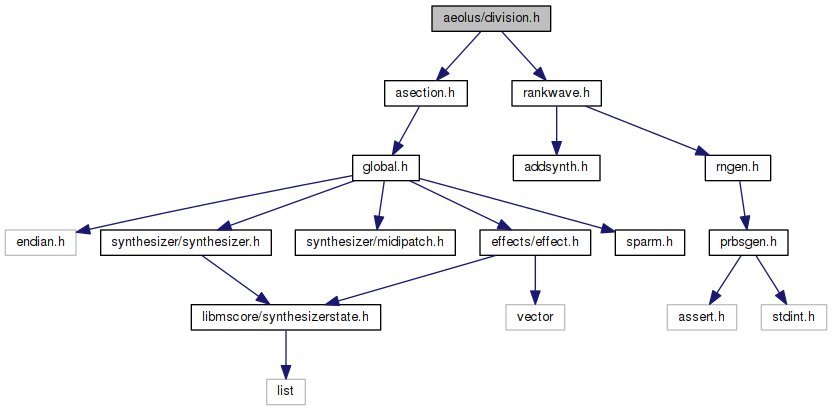 aeolus/division.h
asection.h
rankwave.h
global.h
addsynth.h
rngen.h
endian.h
synthesizer/synthesizer.h
synthesizer/midipatch.h
effects/effect.h
sparm.h
prbsgen.h
libmscore/synthesizerstate.h
vector
assert.h
stdint.h
list